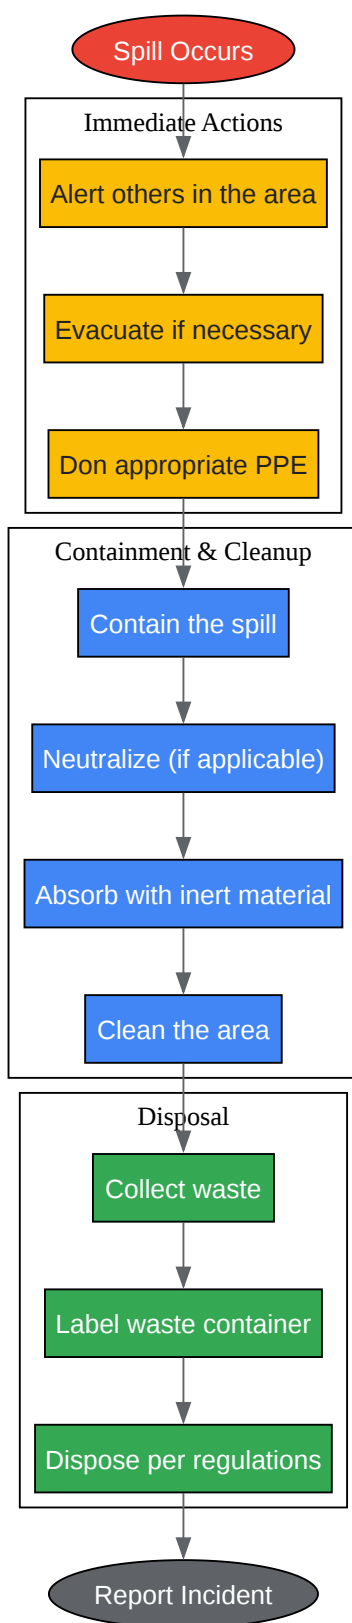 Spill Occurs
Immediate Actions
Alert others in the area
Evacuate if necessary
Don appropriate PPE
Containment & Cleanup
Contain the spill
Neutralize (if applicable)
Absorb with inert material
Clean the area
Disposal
Collect waste
Label waste container
Dispose per regulations
Report Incident